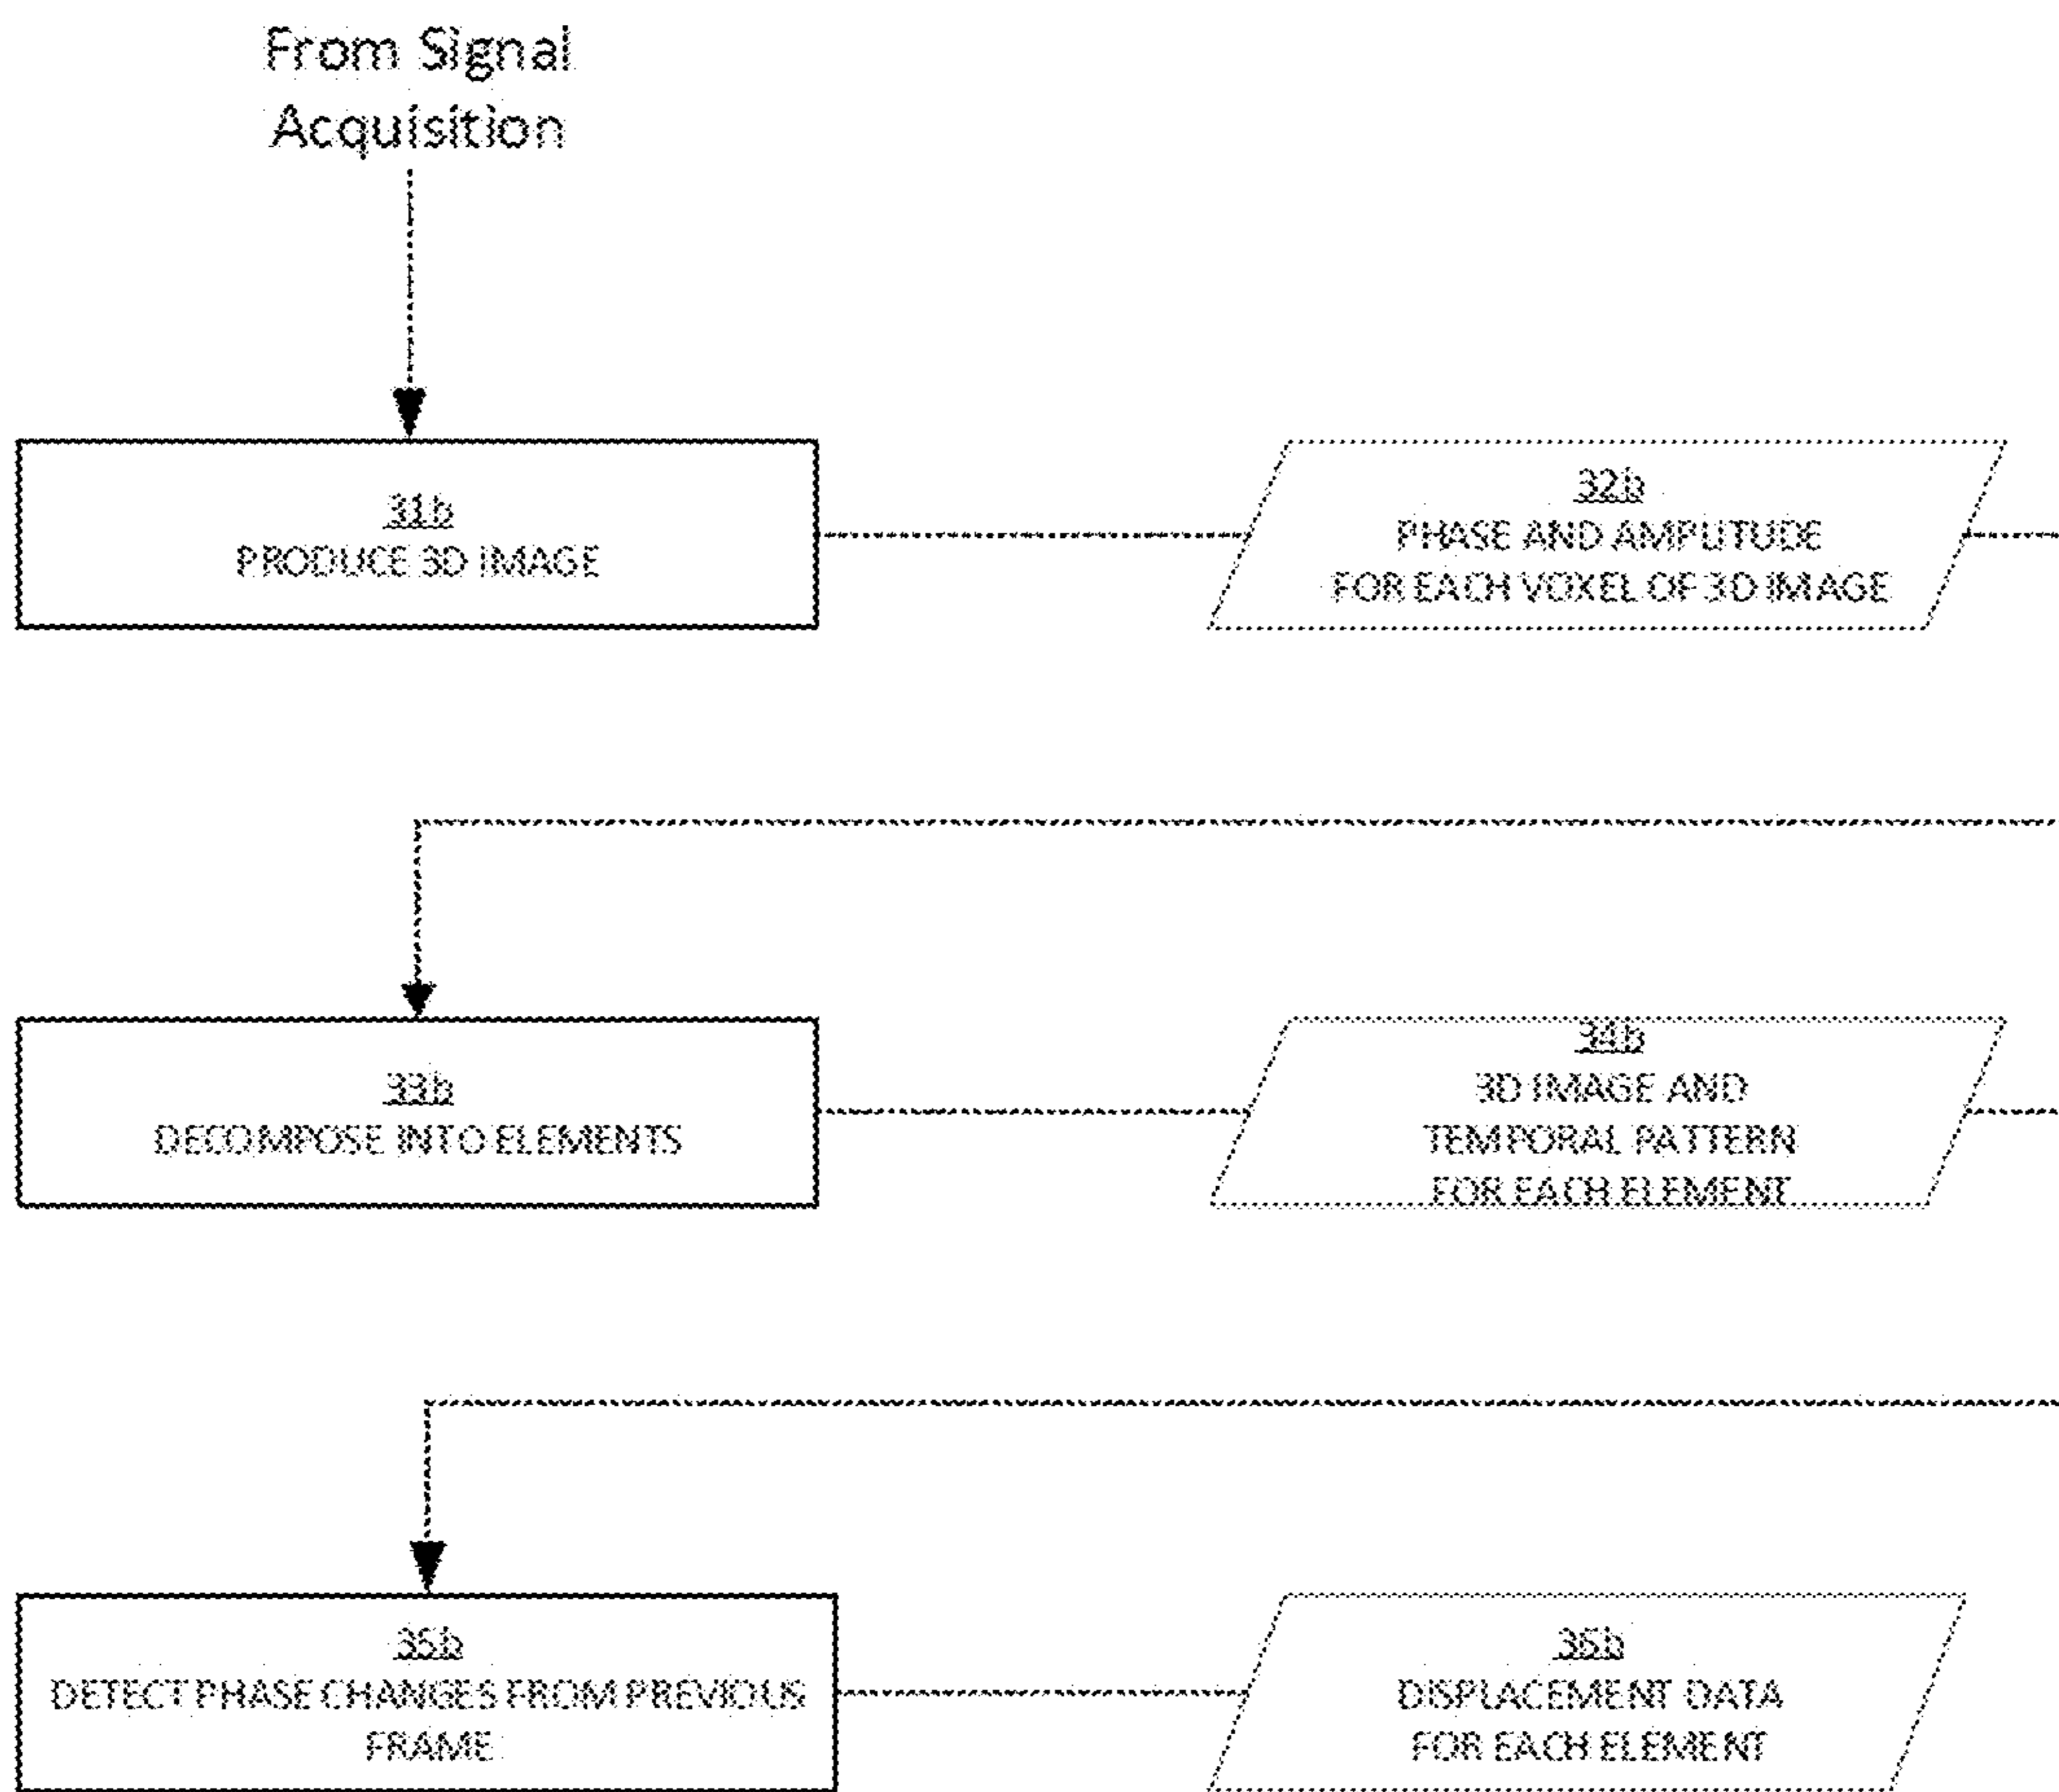 From Signal
Acquisition
31b
PRODUCE 3D IMAGE
32b
PHASE AND AMPLITUDE
FOR EACH VOXEL OF 3D IMAGE
33b
DECOMPOSE INTO ELEMENTS
34b
3D IMAGE AND
TEMPORAL PATTERN
FOR EACH ELEMENT
35b
DETECT PHASE CHANGES FROM PREVIOUS
FRAME
36b
DISPLACEMENT DATA
FOR EACH ELEMENT